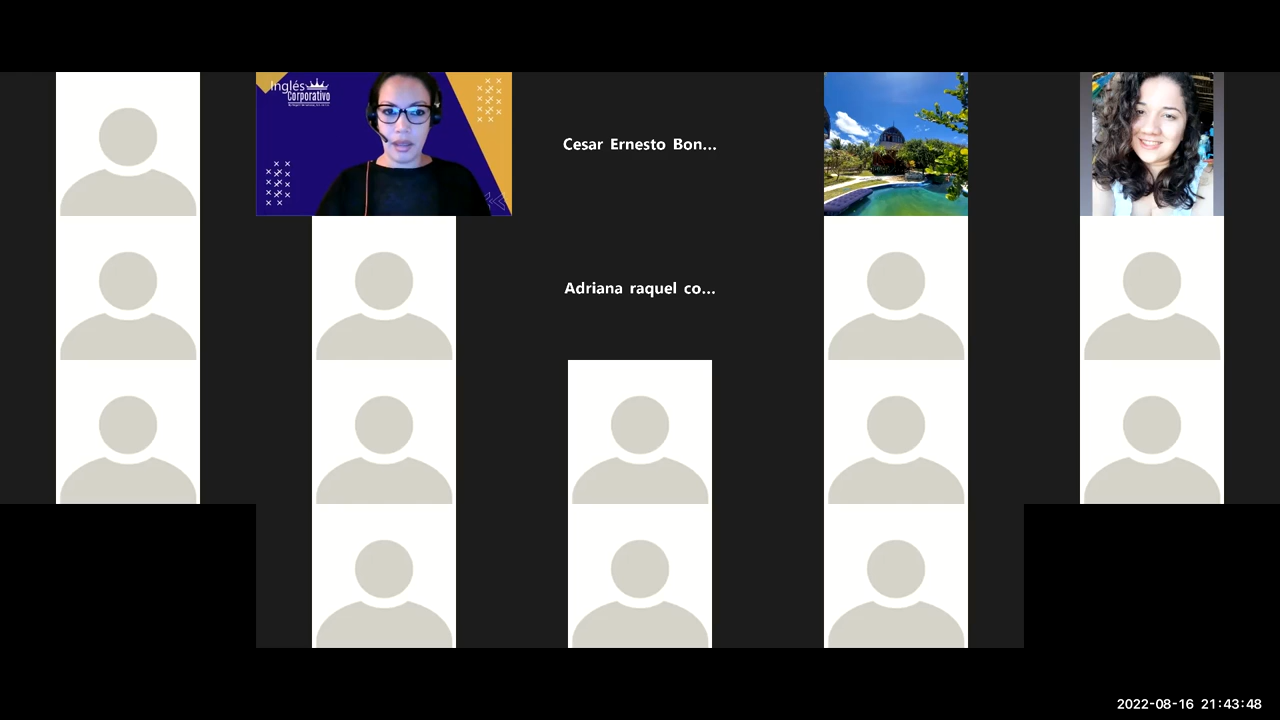 Inglés
Corporativo
Cesar Ernesto Bon...
Adriana raquel co...
2022-08-16 21:43:48